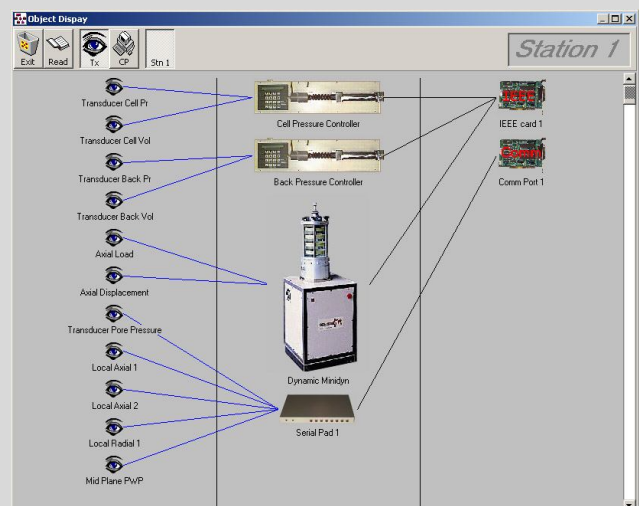 Object Dispay
Exit
Read
Tx
CP
Stn 1
Station 1
Transducer Cell Pr
Transducer Cell Vol
Transducer Back Pr
Transducer Back Vol
Axial Load
Axial Displacement
Transducer Pore Pressure
Local Axial 1
Local Axial 2
Local Radial 1
Mid Plane PWP
Cell Pressure Controller
Back Pressure Controller
Dynamic Minidyn
Serial Pad 1
IEEE
IEEE card 1
Comm
Comm Port 1